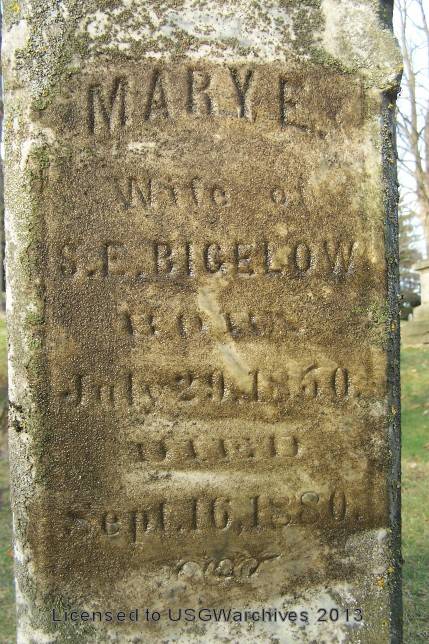 MARY E.
Wife of
S. E. BIGELOW
BORN
July 29, 1850.
DIED
Sept. 16, 1880.
Licensed to USGWarchives 2013